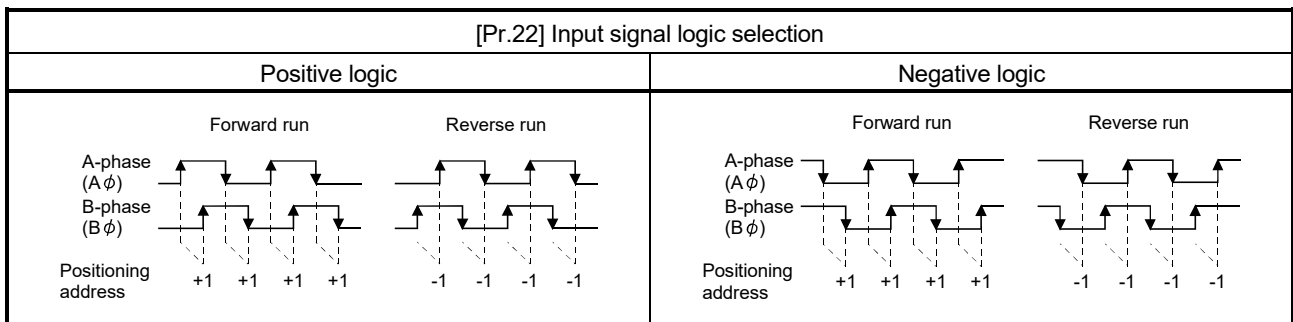 [Pr.22] Input signal logic selection
Positive logic
Negative logic
Forward run
Reverse run
A-phase
(Aϕ)
B-phase
(Bϕ)
Positioning
address
+1 +1 +1 +1
-1 -1 -1 -1
Forward run
Reverse run
A-phase
(Aϕ)
B-phase
(Bϕ)
Positioning
address
+1 +1 +1 +1
-1 -1 -1 -1